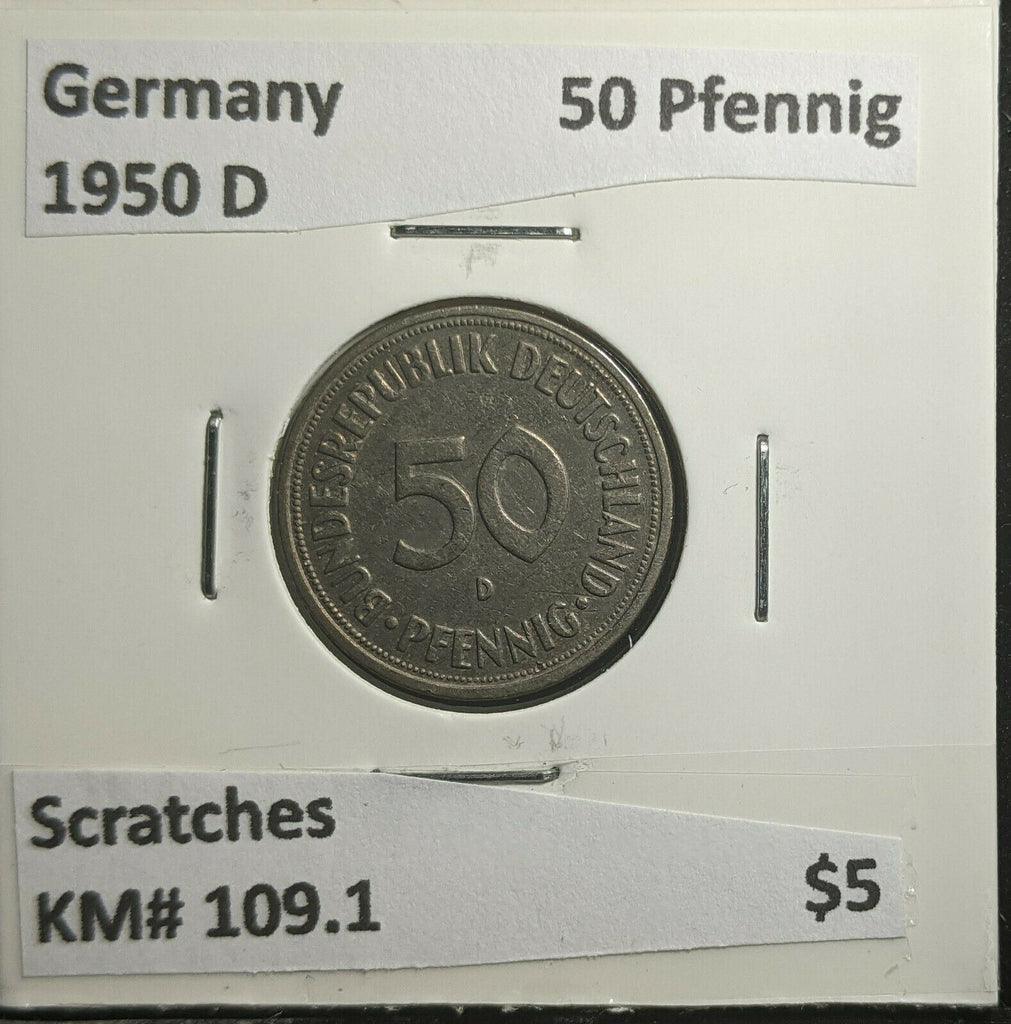 Germany 50 Pfennig
1950 D
BUNDESREPUBLIK DEUTSCHLAND
50
D
• PFENNIG •
Scratches
KM# 109.1 $5